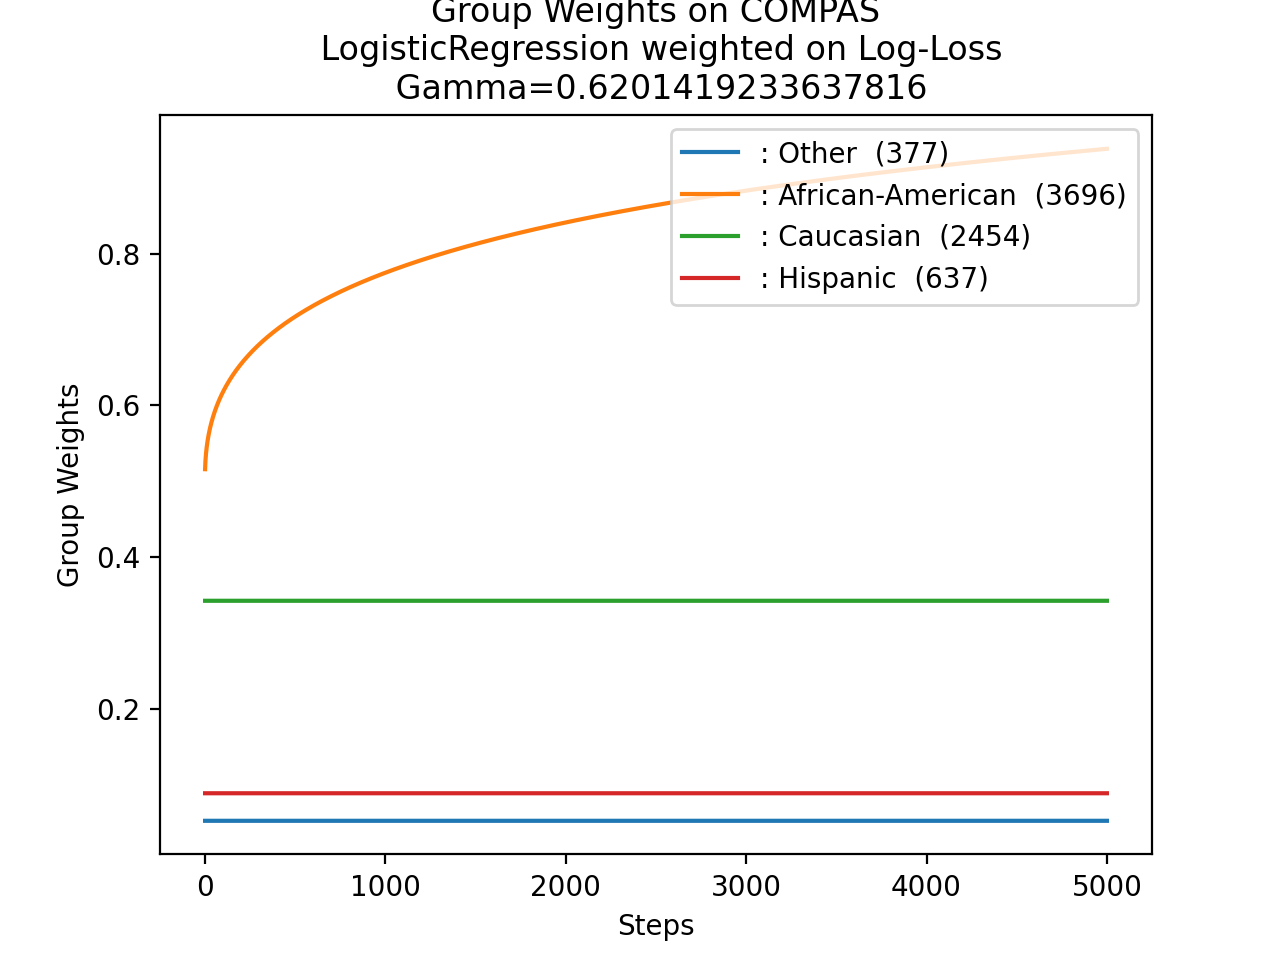 Group Weights on COMPAS
LogisticRegression weighted on Log-Loss
Gamma=0.6201419233637816
: Other (377)
: African-American (3696)
: Caucasian (2454)
: Hispanic (637)
Group Weights
0.8
0.6
0.4
0.2
0 1000 2000 3000 4000 5000
Steps